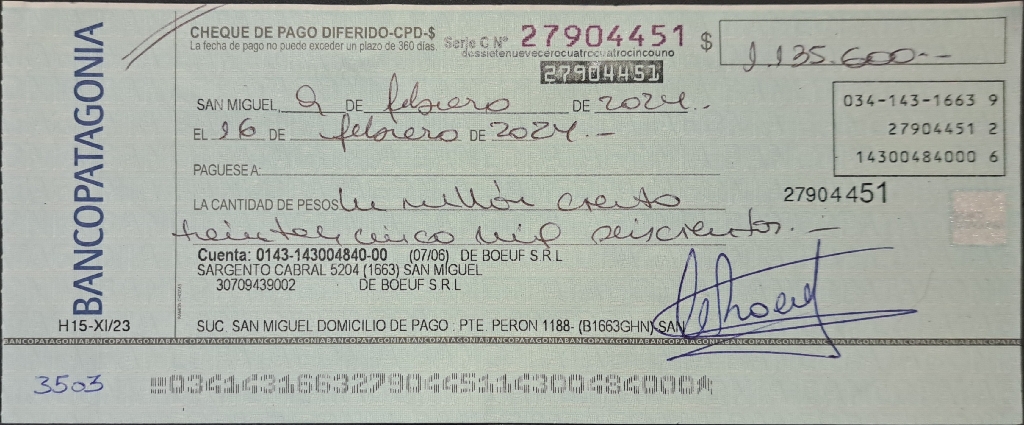 BANCOPATAGONIA
CHEQUE DE PAGO DIFERIDO-CPD-$
La fecha de pago no puede exceder un plazo de 360 días.
Serie C Nº 27904451 $ 1.135.600--
dossietenuevecerocuatrocuatrocincouno
27904451
SAN MIGUEL, 9 DE febrero DE 2024.-
EL 16 DE febrero DE 2024.-
034-143-1663 9
27904451 2
14300484000 6
PAGUESE A:
27904451
LA CANTIDAD DE PESOS Un millón ciento
treinta y cinco mil seiscientos.-
Cuenta: 0143-143004840-00 (07/06) DE BOEUF S R L
SARGENTO CABRAL 5204 (1663) SAN MIGUEL
30709439002 DE BOEUF S R L
H15-XI/23
SUC. SAN MIGUEL DOMICILIO DE PAGO : PTE. PERON 1188- (B1663GHN) SAN
BANCOPATAGONIABANCOPATAGONIABANCOPATAGONIABANCOPATAGONIABANCOPATAGONIABANCOPATAGONIABANCOPATAGONIABANCOPATAGONIA
3503
03414316632790445114300484000